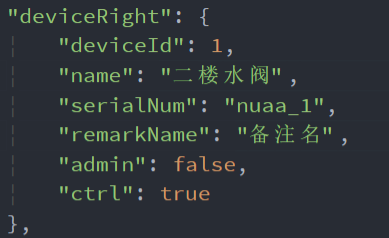 "deviceRight": {
"deviceId": 1,
"name": "二楼水阀",
"serialNum": "nuaa_1",
"remarkName": "备注名",
"admin": false,
"ctrl": true
},